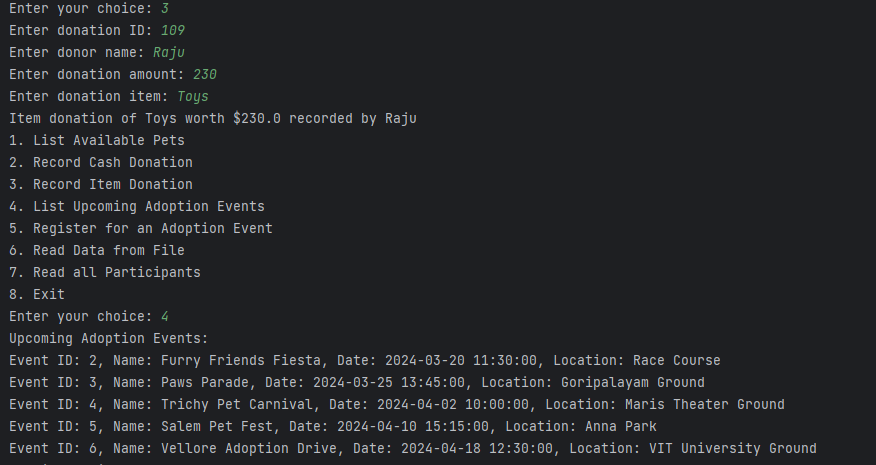 Enter your choice: 3
Enter donation ID: 109
Enter donor name: Raju
Enter donation amount: 230
Enter donation item: Toys
Item donation of Toys worth $230.0 recorded by Raju
1. List Available Pets
2. Record Cash Donation
3. Record Item Donation
4. List Upcoming Adoption Events
5. Register for an Adoption Event
6. Read Data from File
7. Read all Participants
8. Exit
Enter your choice: 4
Upcoming Adoption Events:
Event ID: 2, Name: Furry Friends Fiesta, Date: 2024-03-20 11:30:00, Location: Race Course
Event ID: 3, Name: Paws Parade, Date: 2024-03-25 13:45:00, Location: Goripalayam Ground
Event ID: 4, Name: Trichy Pet Carnival, Date: 2024-04-02 10:00:00, Location: Maris Theater Ground
Event ID: 5, Name: Salem Pet Fest, Date: 2024-04-10 15:15:00, Location: Anna Park
Event ID: 6, Name: Vellore Adoption Drive, Date: 2024-04-18 12:30:00, Location: VIT University Ground